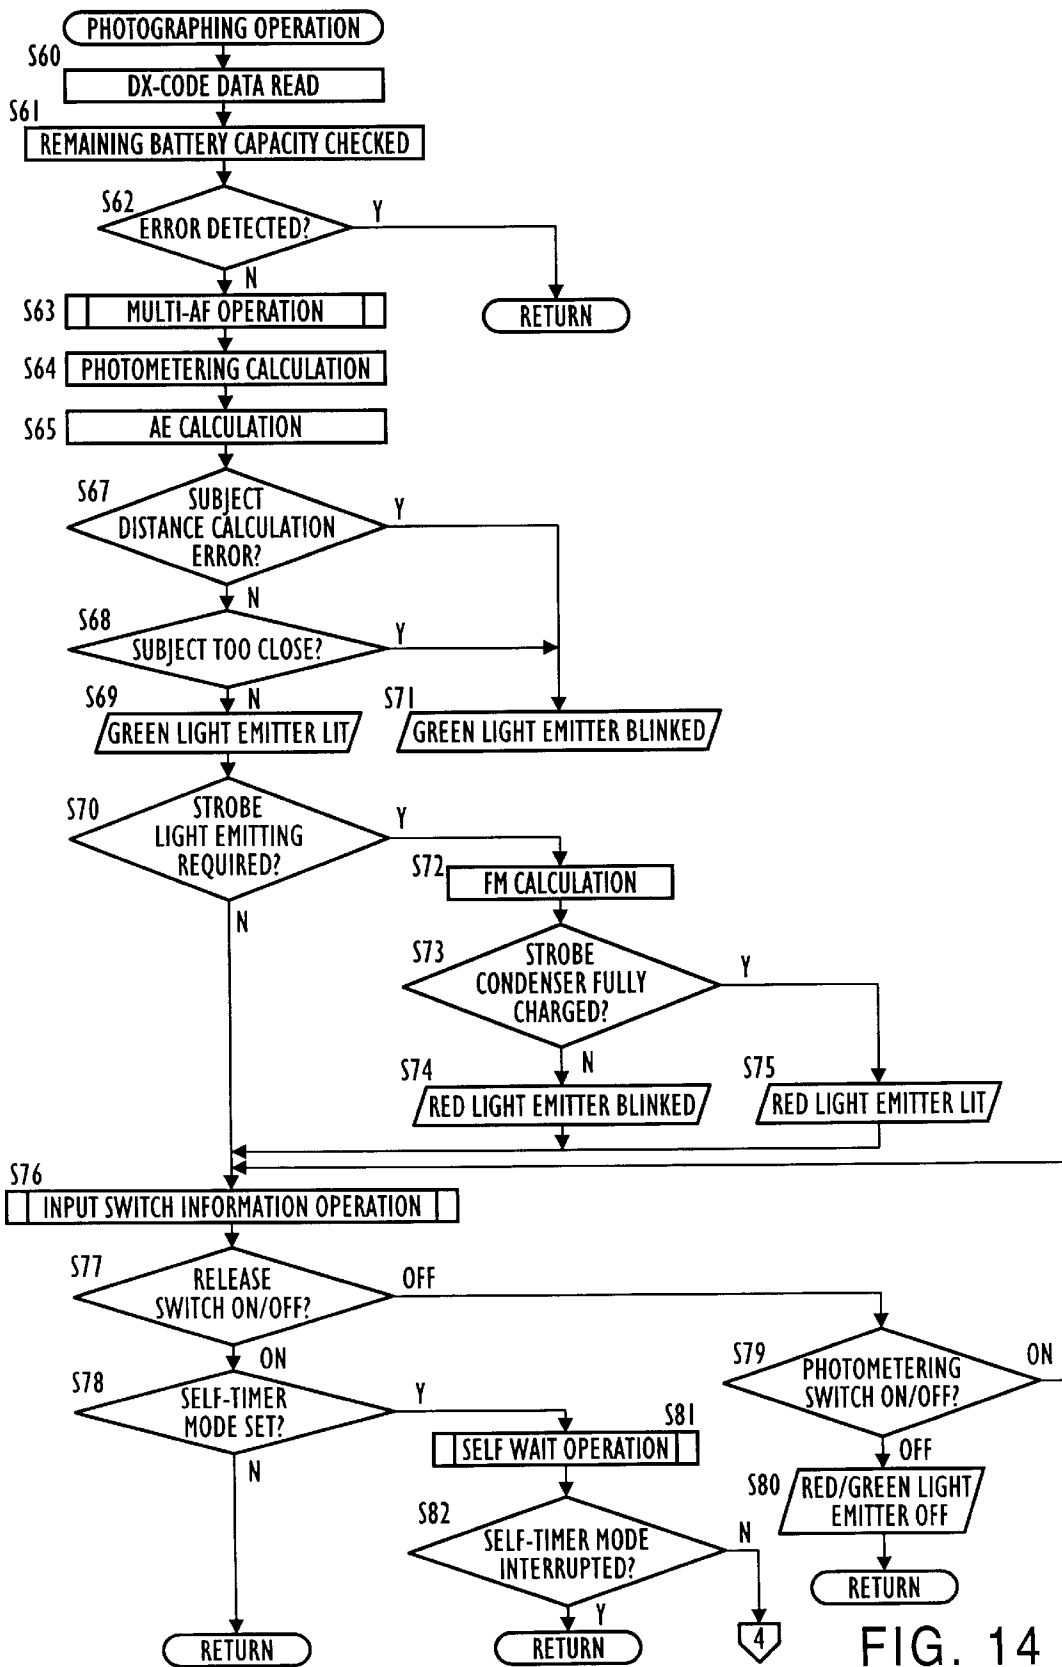 PHOTOGRAPHING OPERATION
S60
DX-CODE DATA READ
S61
REMAINING BATTERY CAPACITY CHECKED
S62
ERROR DETECTED?
Y
N
RETURN
S63
MULTI-AF OPERATION
S64
PHOTOMETERING CALCULATION
S65
AE CALCULATION
S67
SUBJECT
DISTANCE CALCULATION
ERROR?
Y
N
S68
SUBJECT TOO CLOSE?
Y
N
S69
GREEN LIGHT EMITTER LIT
S71
GREEN LIGHT EMITTER BLINKED
S70
STROBE
LIGHT EMITTING
REQUIRED?
Y
N
S72
FM CALCULATION
S73
STROBE
CONDENSER FULLY
CHARGED?
Y
N
S74
RED LIGHT EMITTER BLINKED
S75
RED LIGHT EMITTER LIT
S76
INPUT SWITCH INFORMATION OPERATION
S77
RELEASE
SWITCH ON/OFF?
OFF
ON
S79
PHOTOMETERING
SWITCH ON/OFF?
ON
OFF
S78
SELF-TIMER
MODE SET?
Y
N
S81
SELF WAIT OPERATION
S80
RED/GREEN LIGHT
EMITTER OFF
S82
SELF-TIMER MODE
INTERRUPTED?
N
Y
RETURN
RETURN
RETURN
4
FIG. 14